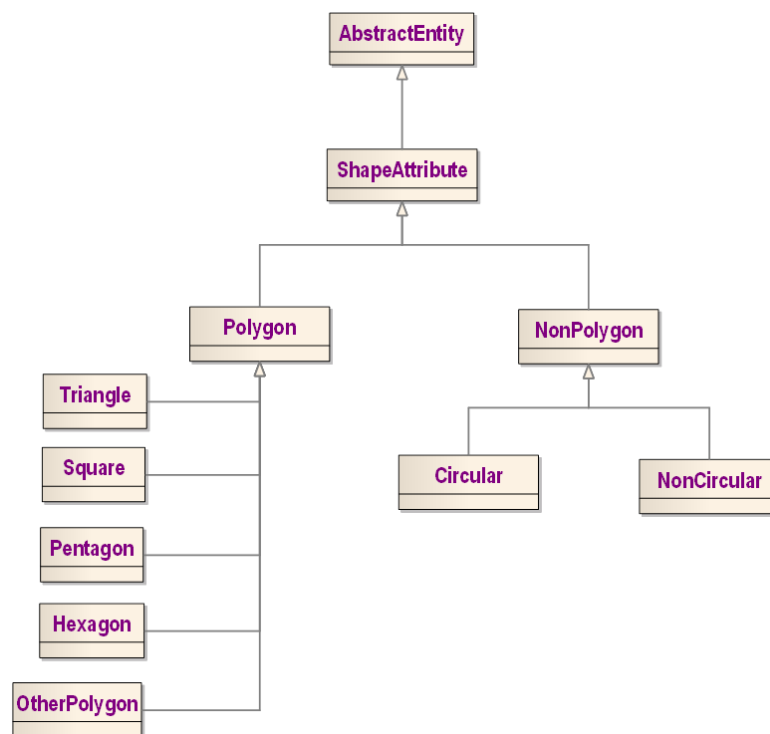 AbstractEntity
ShapeAttribute
Polygon
NonPolygon
Triangle
Square
Circular
NonCircular
Pentagon
Hexagon
OtherPolygon